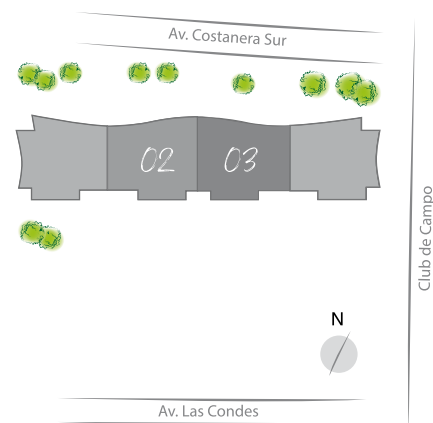 Av. Costanera Sur
02
03
Club de Campo
N
Av. Las Condes